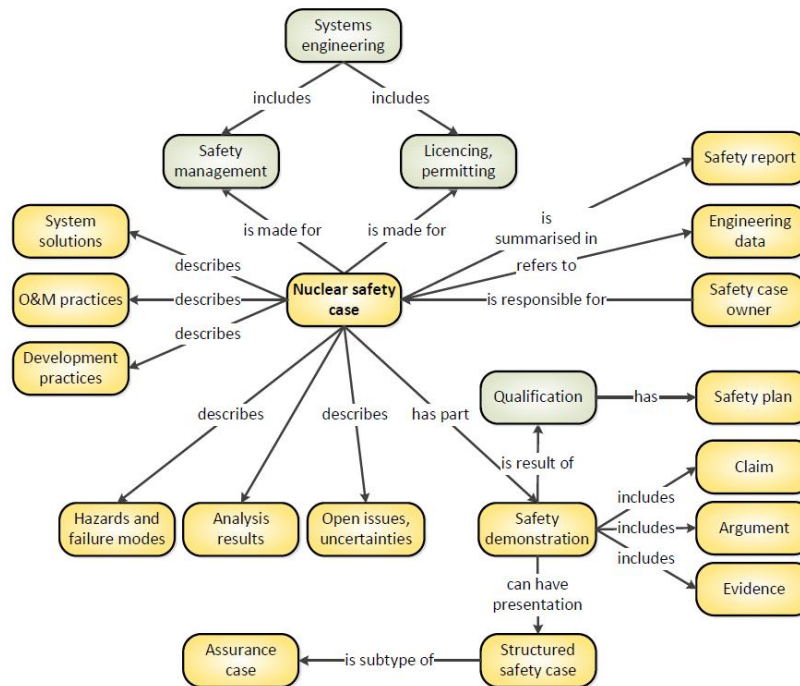 Systems
engineering
includes
includes
Safety
management
Licencing,
permitting
Safety report
System
solutions
is made for
is made for
is
summarised in
Engineering
data
describes
refers to
O&M practices
describes
Nuclear safety
case
is responsible for
Safety case
owner
describes
Development
practices
Qualification
has
Safety plan
describes
describes
has part
is result of
Claim
includes
Hazards and
failure modes
Analysis
results
Open issues,
uncertainties
Safety
demonstration
includes
Argument
includes
can have
presentation
Evidence
Assurance
case
is subtype of
Structured
safety case